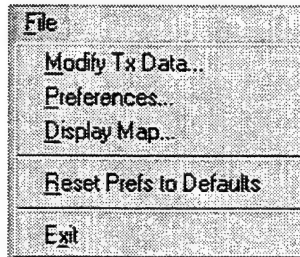 File
Modify Tx Data...
Preferences...
Display Map...
Reset Prefs to Defaults
Exit